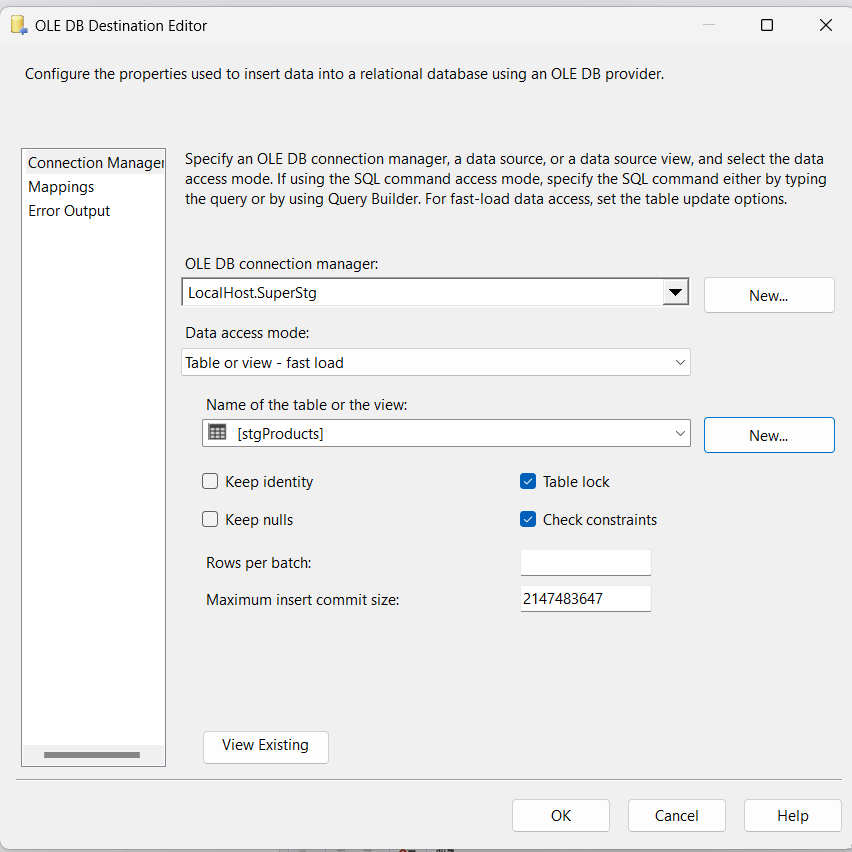 OLE DB Destination Editor
Configure the properties used to insert data into a relational database using an OLE DB provider.
Connection Manager
Mappings
Error Output
Specify an OLE DB connection manager, a data source, or a data source view, and select the data
access mode. If using the SQL command access mode, specify the SQL command either by typing
the query or by using Query Builder. For fast-load data access, set the table update options.
OLE DB connection manager:
LocalHost.SuperStg
New...
Data access mode:
Table or view - fast load
Name of the table or the view:
[stgProducts]
New...
Keep identity
Table lock
Keep nulls
Check constraints
Rows per batch:
Maximum insert commit size:
2147483647
View Existing
OK
Cancel
Help